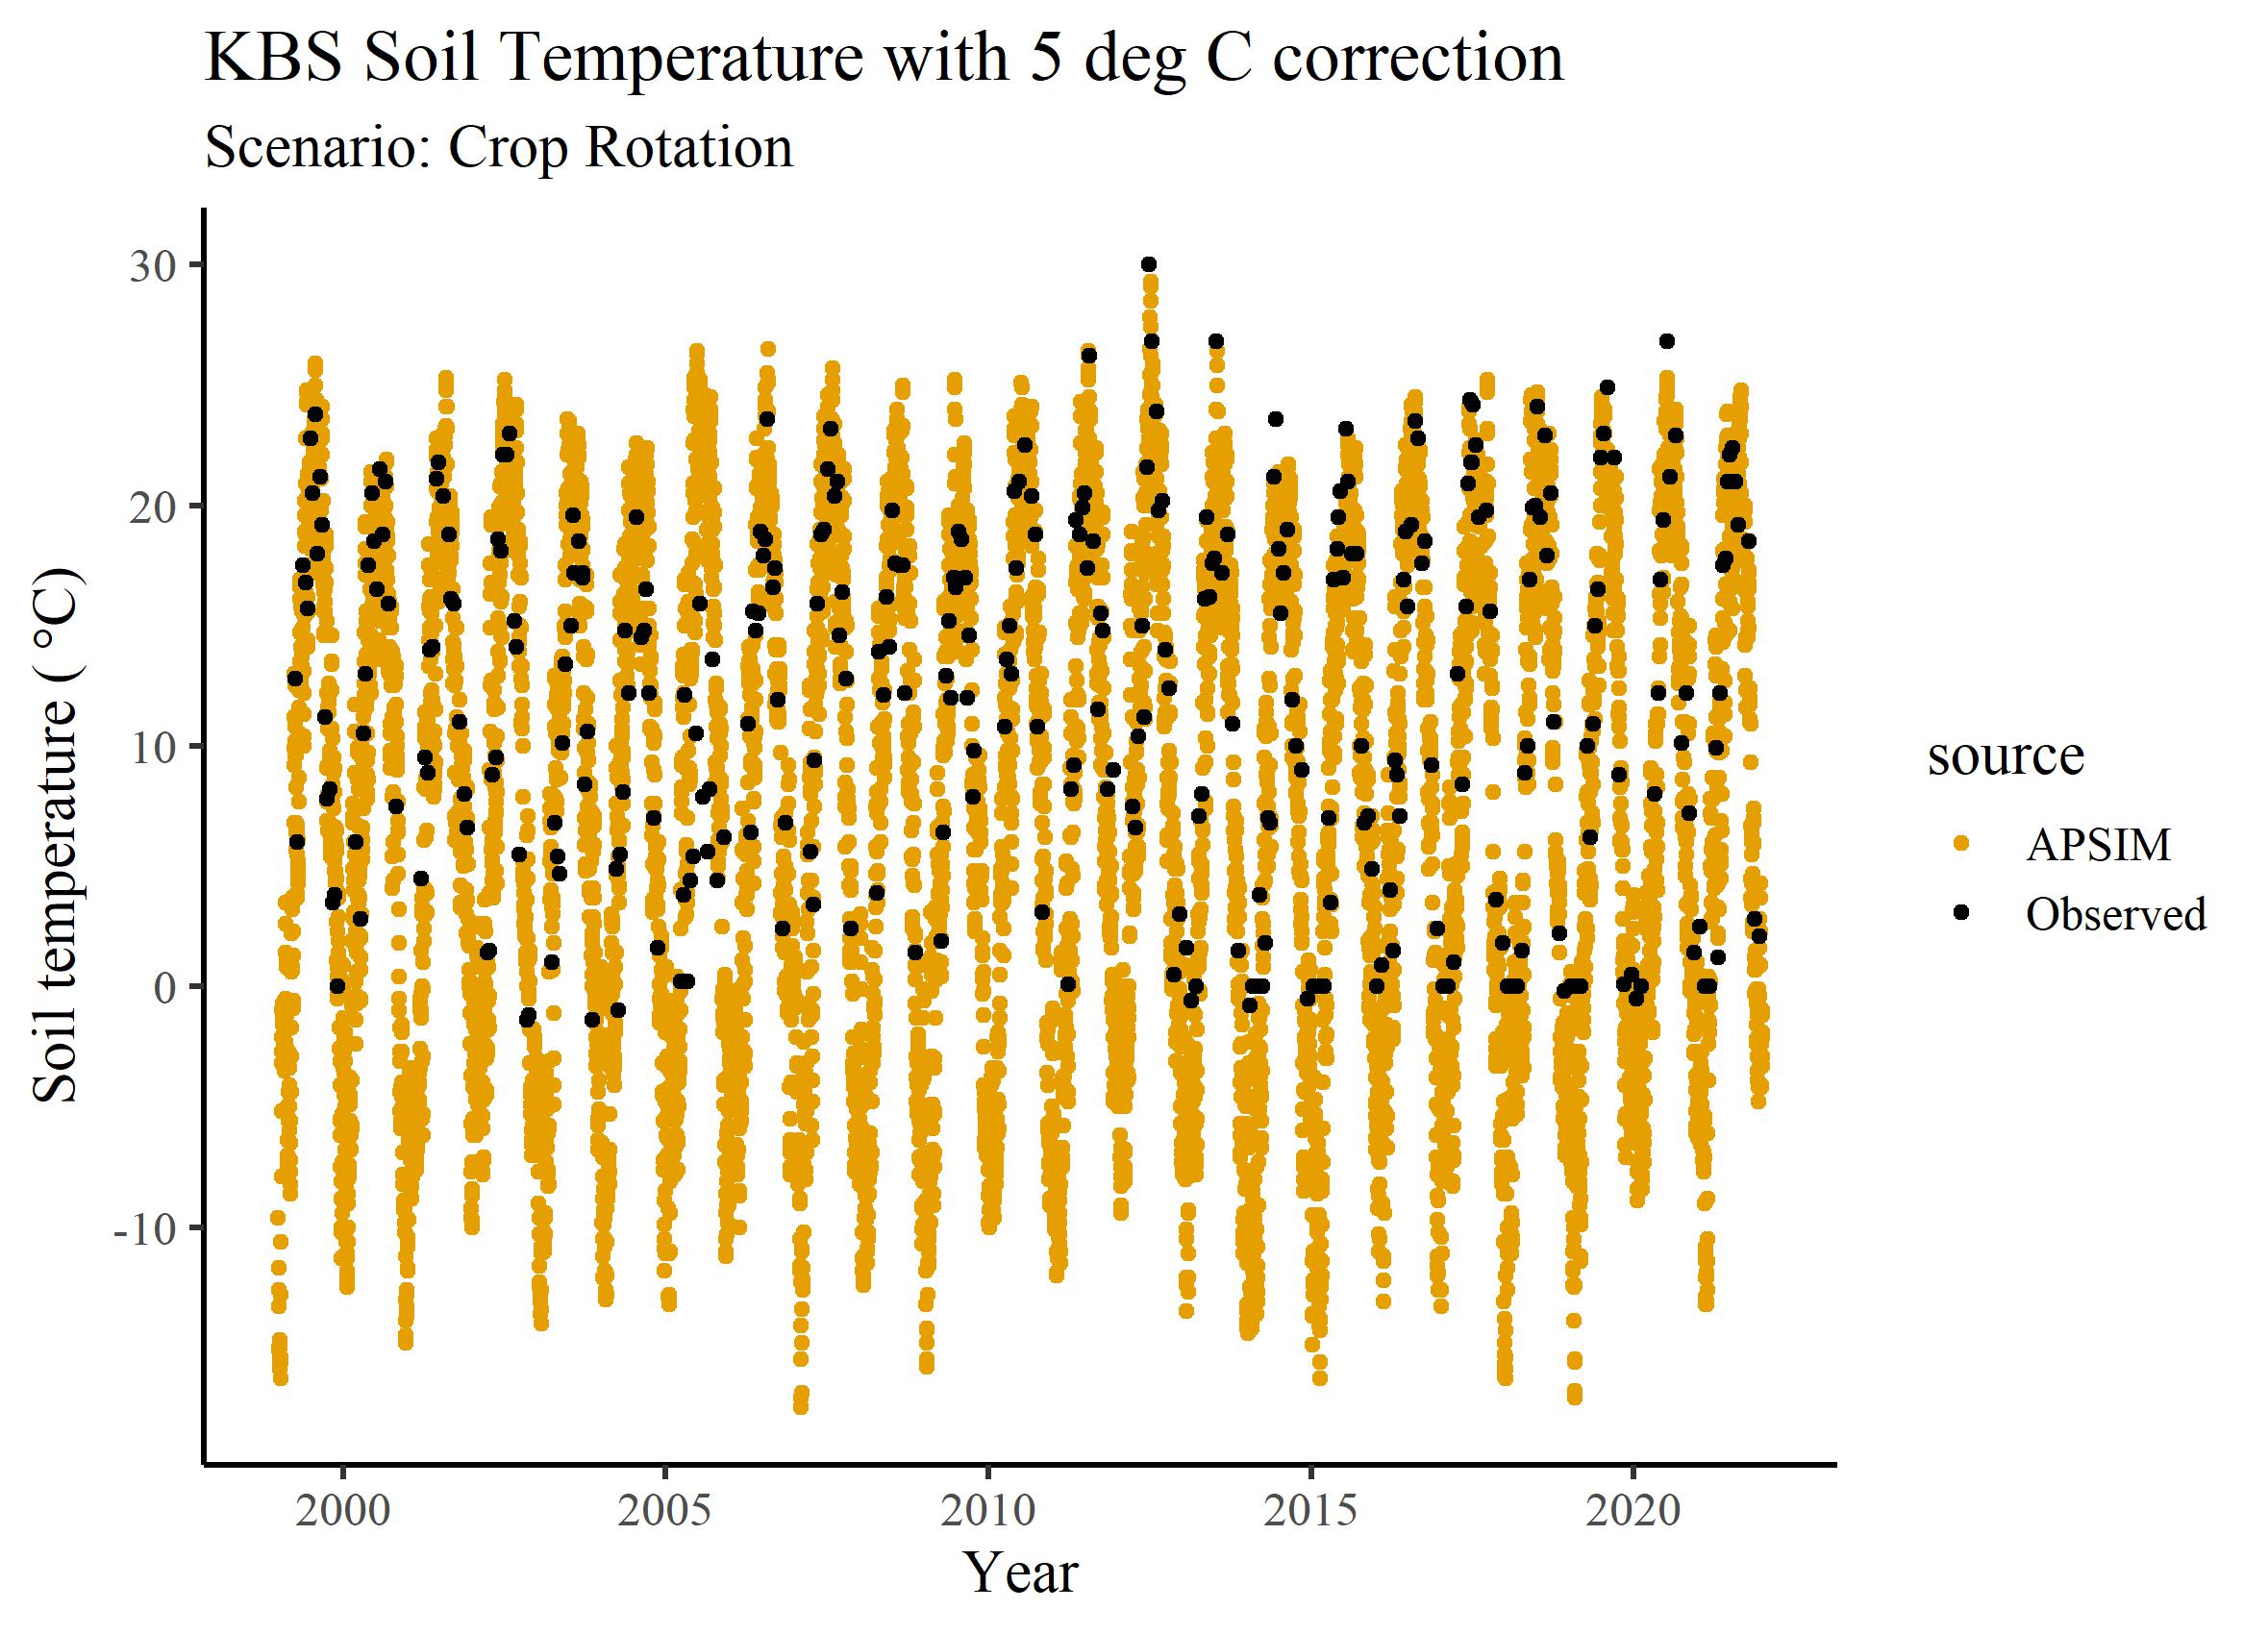 KBS Soil Temperature with 5 deg C correction
Scenario: Crop Rotation
30
20
10
0
-10
Soil temperature ( °C)
2000 2005 2010 2015 2020
Year
source
APSIM
Observed